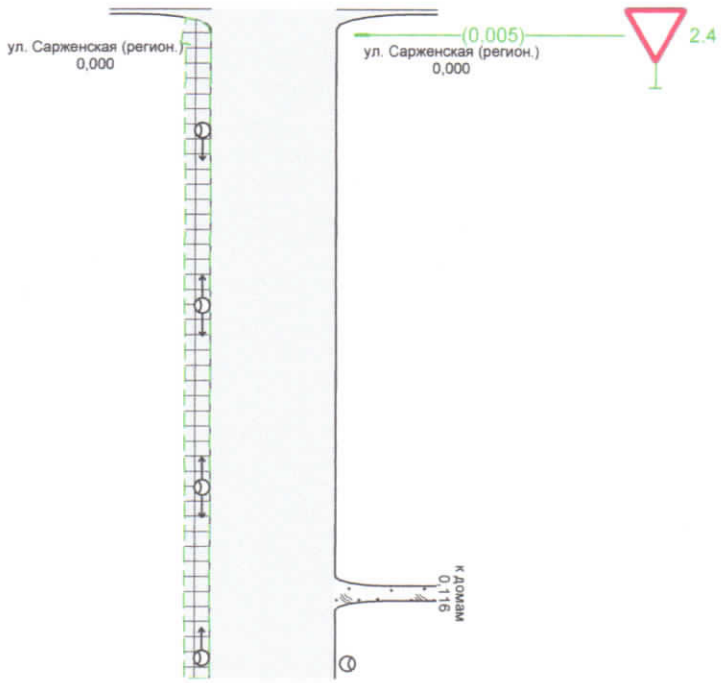 ул. Сарженская (регион.)
0,000
(0.005)
2.4
ул. Сарженская (регион.)
0,000
к домам
0.116